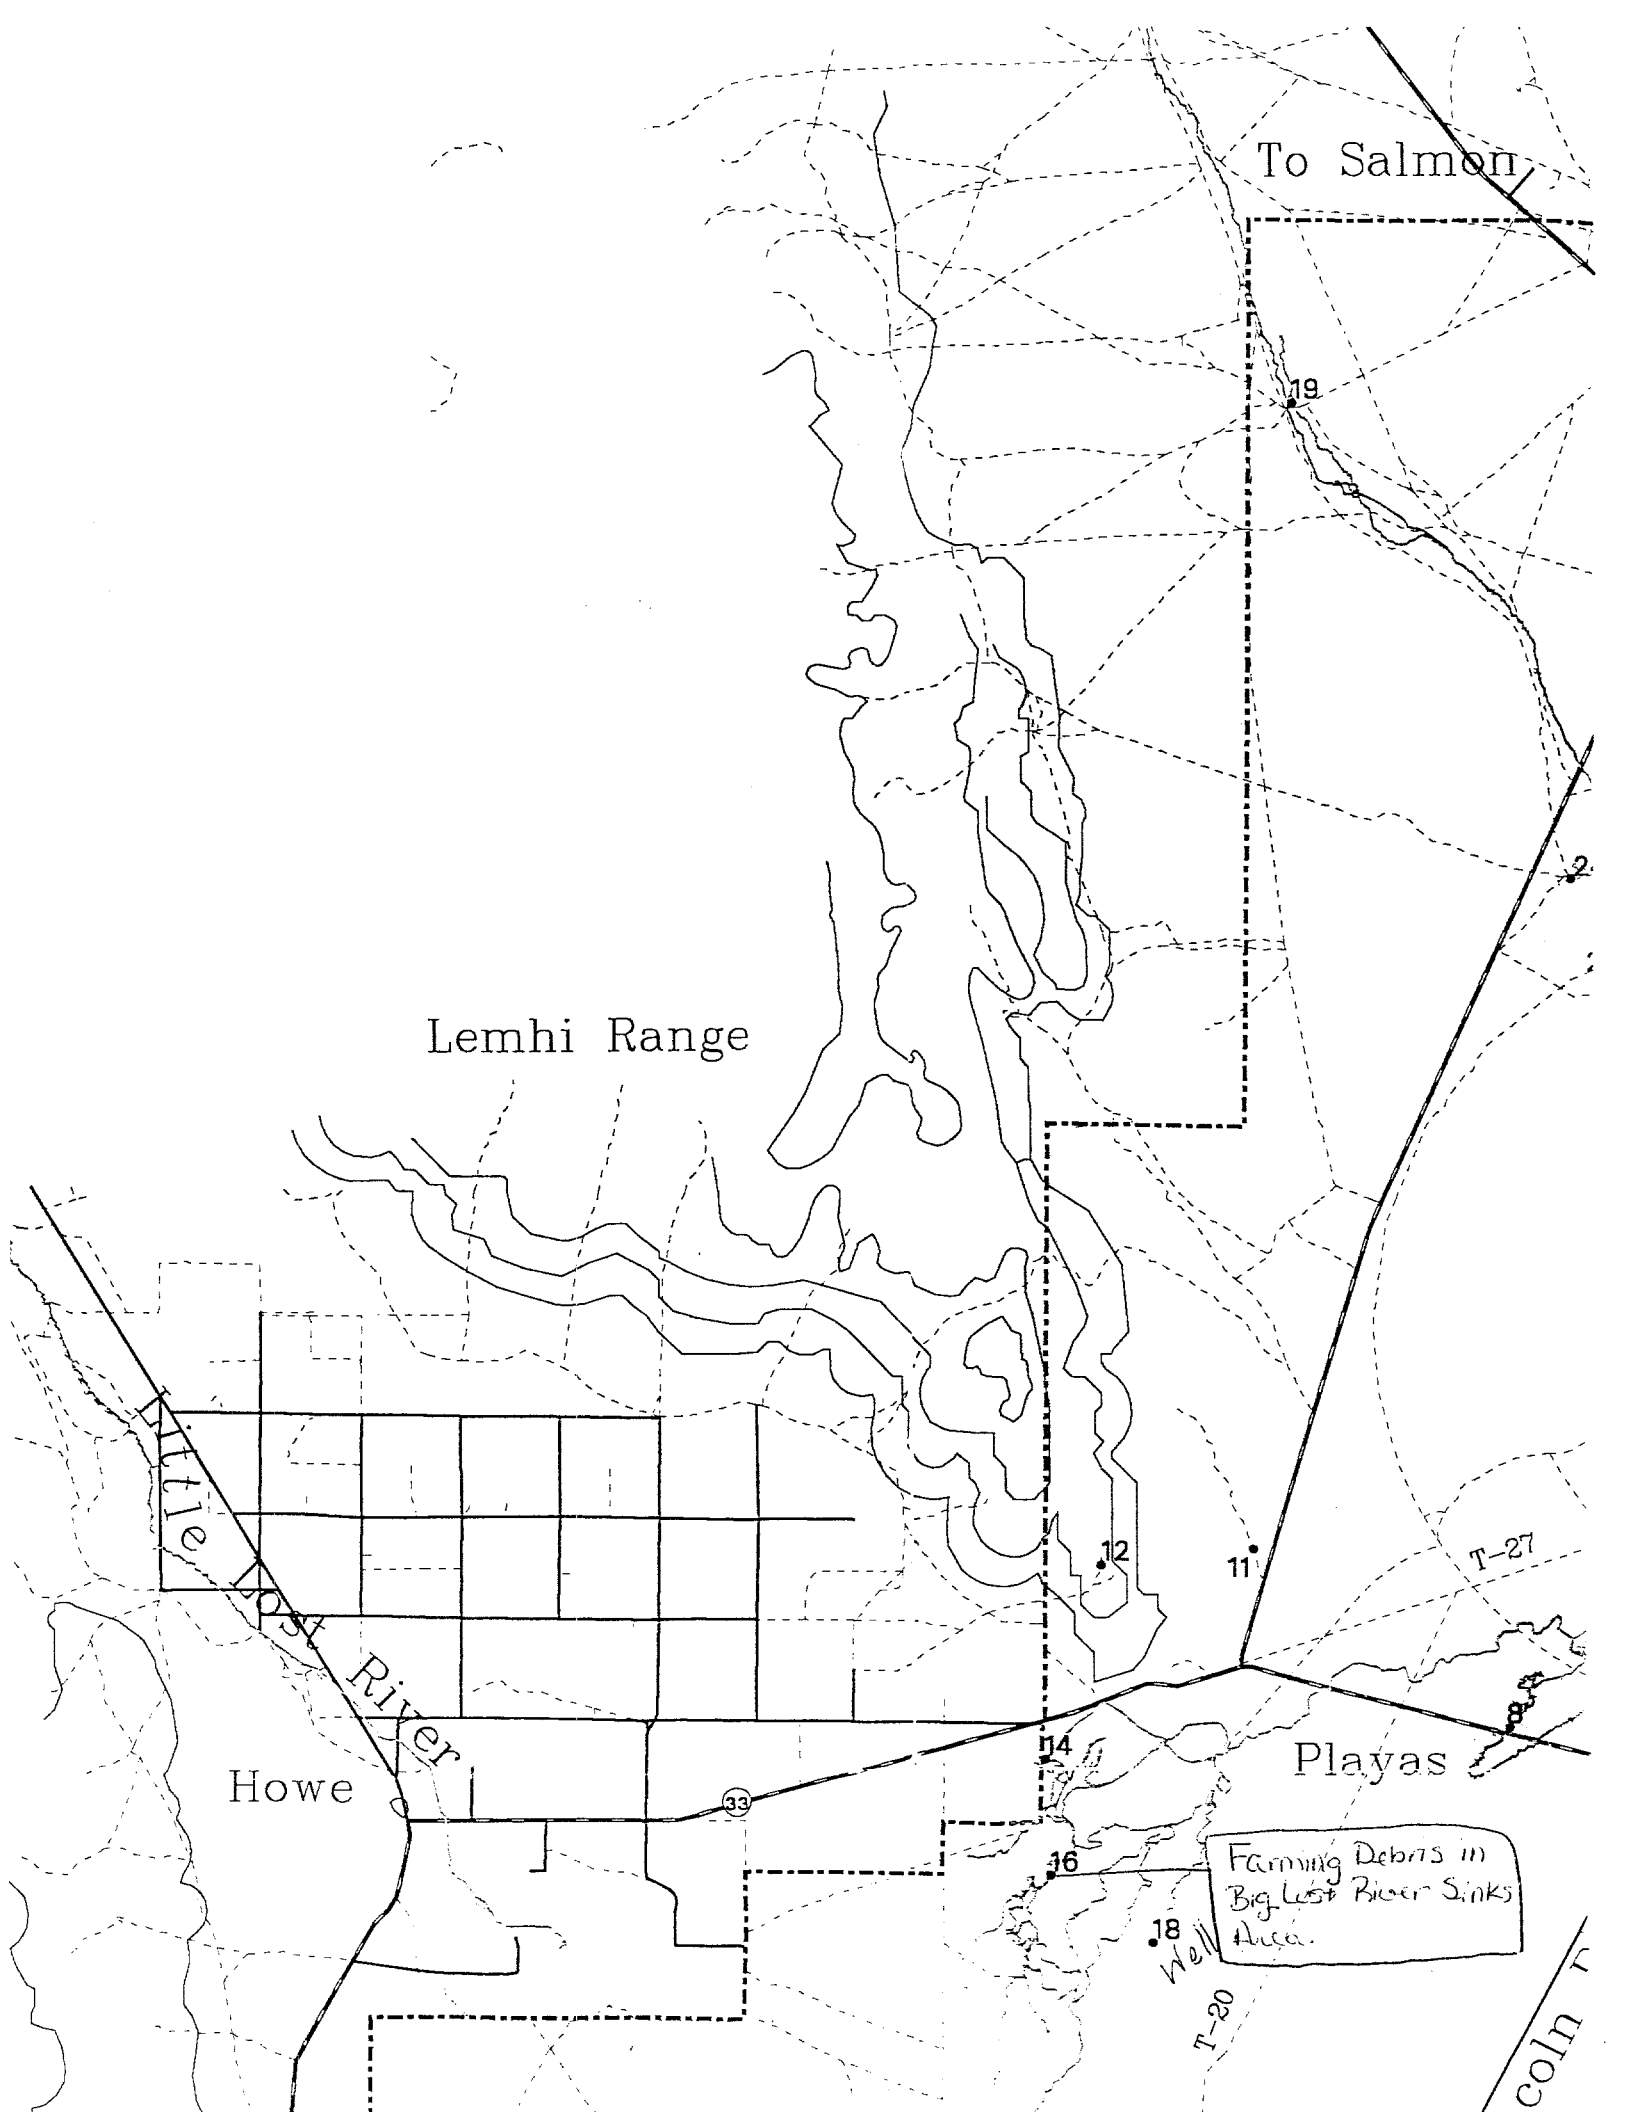 To Salmon
19
2
Lemhi Range
Little Lost River
12
11
T-27
8
14
Playas
Howe
33
16
Farming Debris in
Big Lost River Sinks
Area.
18
Well
T-20
coln